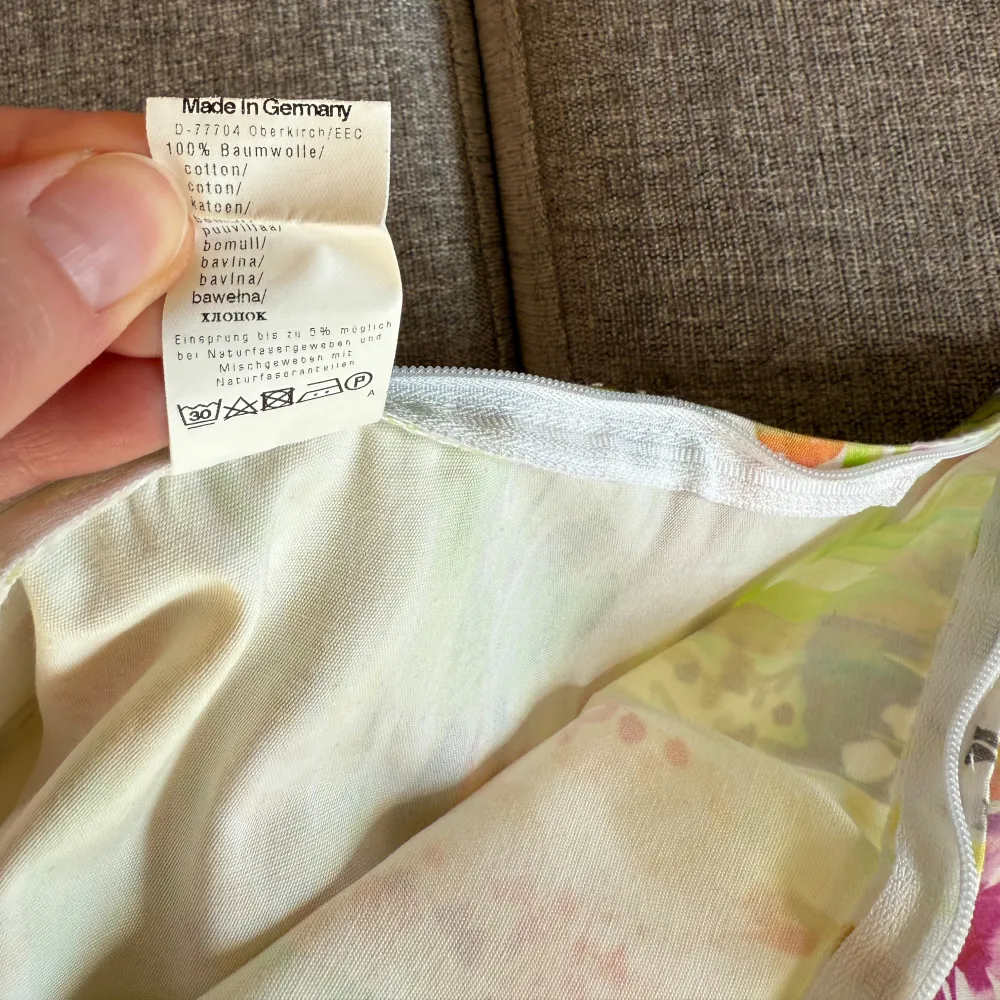 Made In Germany
D-77704 Oberkirch/EEC
100% Baumwolle/
cotton/
coton/
katoen/
puuvillaa/
bomull/
bavlna/
bavlna/
bawełna/
хлопок
Einsprung bis zu 5% möglich
bei Naturfasergeweben und
Mischgeweben mit
Naturfaseranteilen
30 P
A